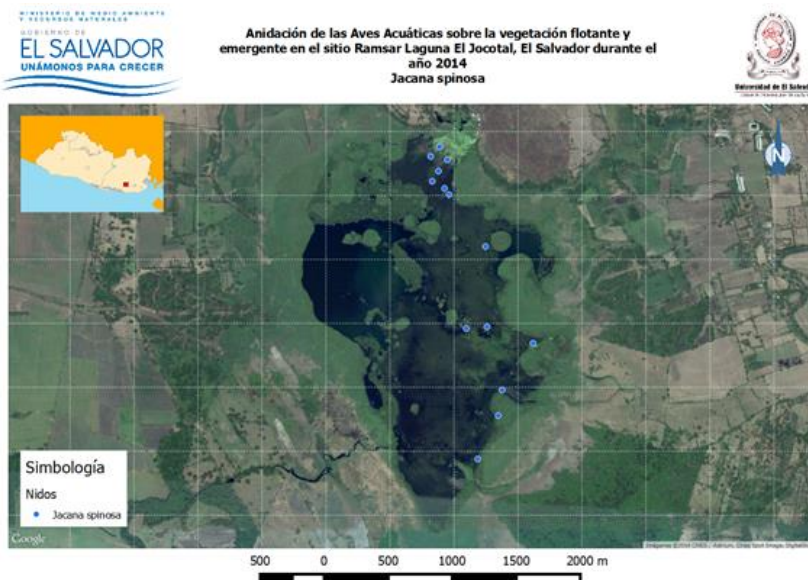 MINISTERIO DE MEDIO AMBIENTE
Y RECURSOS NATURALES
GOBIERNO DE
EL SALVADOR
UNÁMONOS PARA CRECER
Anidación de las Aves Acuáticas sobre la vegetación flotante y
emergente en el sitio Ramsar Laguna El Jocotal, El Salvador durante el
año 2014
Jacana spinosa
Universidad de El Salvador
N
Simbología
Nidos
Jacana spinosa
Google
500 0 500 1000 1500 2000 m